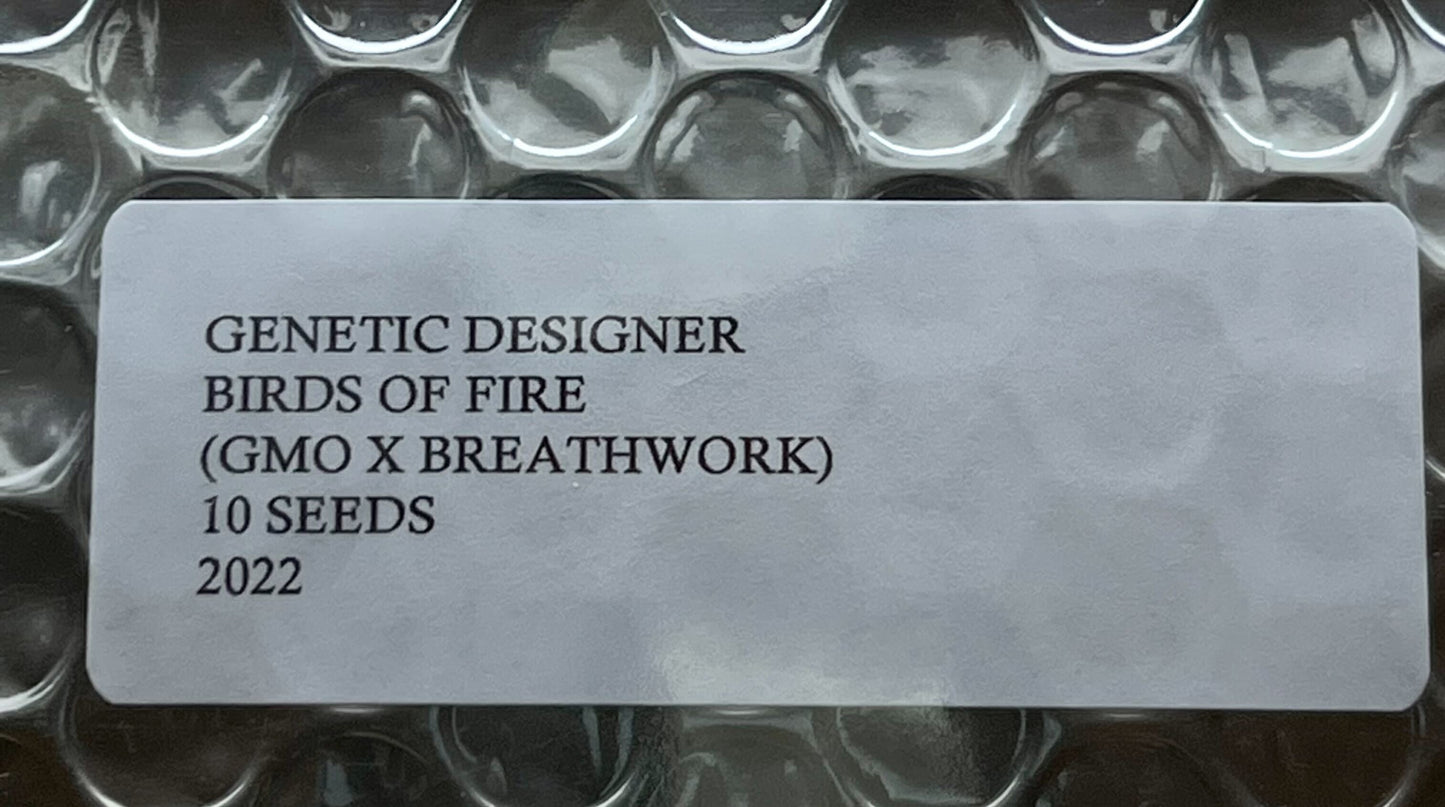 GENETIC DESIGNER
BIRDS OF FIRE
(GMO X BREATHWORK)
10 SEEDS
2022